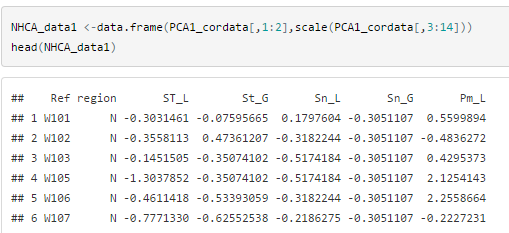 NHCA_data1 <-data.frame(PCA1_cordata[,1:2],scale(PCA1_cordata[,3:14]))
head(NHCA_data1)
##    Ref region       ST_L        St_G       Sn_L       Sn_G       Pm_L
## 1 W101      N -0.3031461 -0.07595665  0.1797604 -0.3051107  0.5599894
## 2 W102      N -0.3558113  0.47361207 -0.3182244 -0.3051107 -0.4836272
## 3 W103      N -0.1451505 -0.35074102 -0.5174184 -0.3051107  0.4295373
## 4 W105      N -1.3037852 -0.35074102 -0.5174184 -0.3051107  2.1254143
## 5 W106      N -0.4611418 -0.53393059 -0.3182244 -0.3051107  2.2558664
## 6 W107      N -0.7771330 -0.62552538 -0.2186275 -0.3051107 -0.2227231